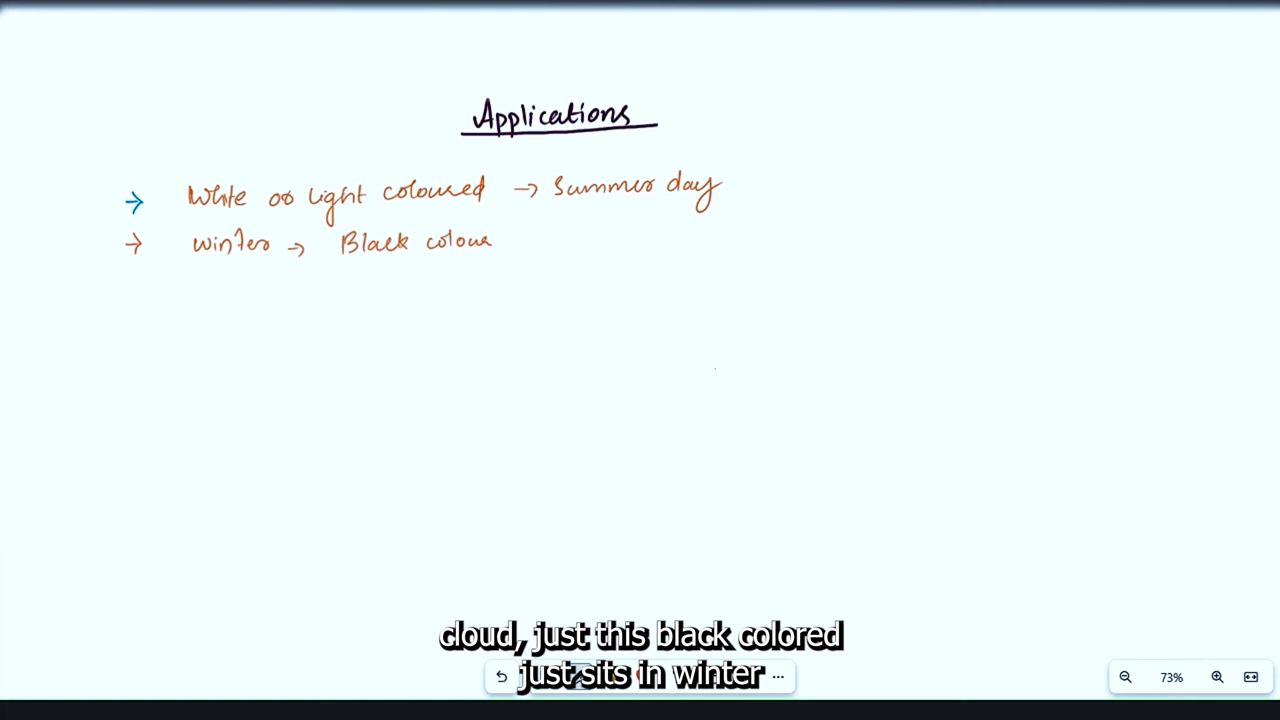 Applications
→ White or light coloured → Summer day
→ winter → Black colour
cloud, just this black colored
just sits in winter
73%